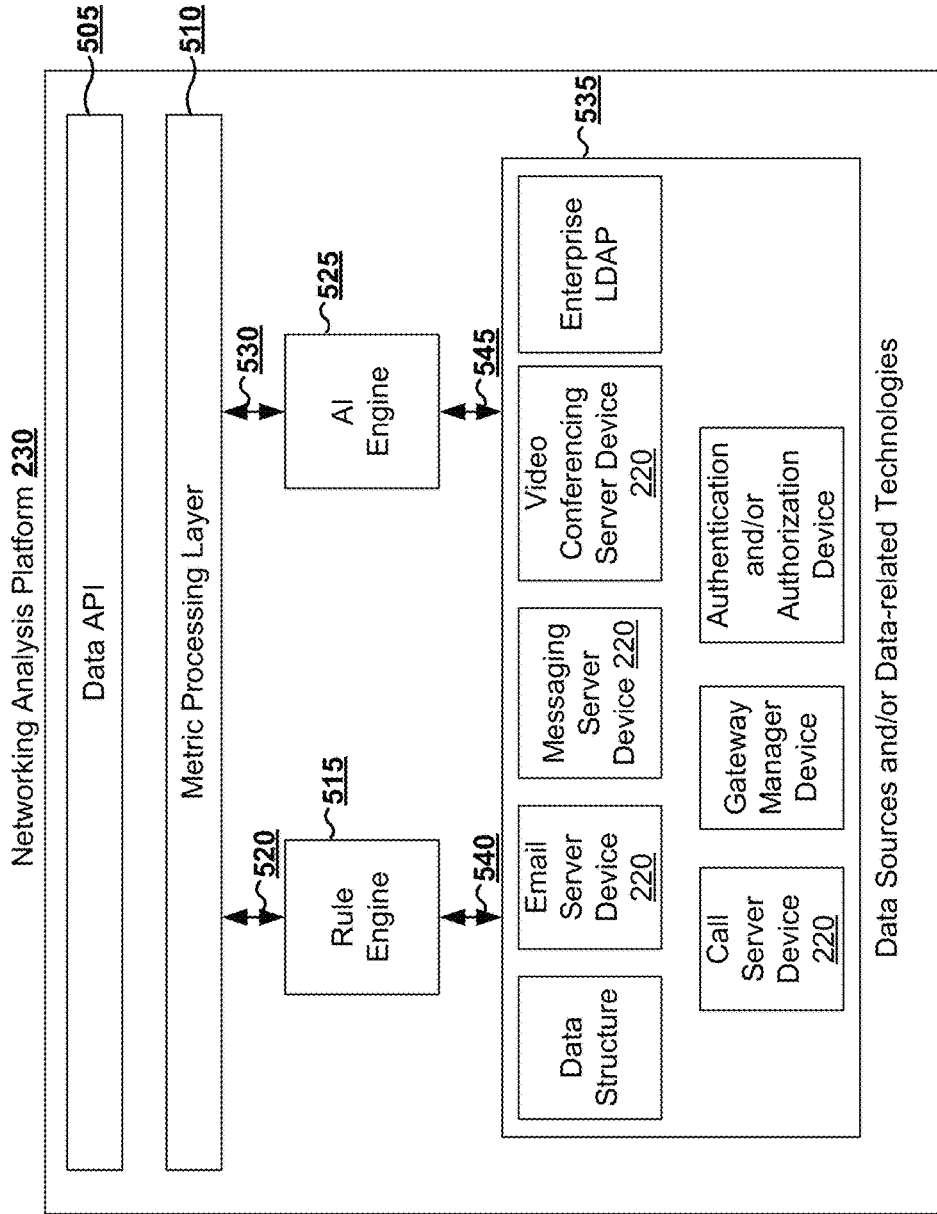 Networking Analysis Platform 230
505
Data API
510
Metric Processing Layer
520
530
515
Rule
Engine
525
AI
Engine
540
545
535
Data
Structure
Email
Server
Device
220
Messaging
Server
Device 220
Video
Conferencing
Server Device
220
Enterprise
LDAP
Call
Server
Device
220
Gateway
Manager
Device
Authentication
and/or
Authorization
Device
Data Sources and/or Data-related Technologies